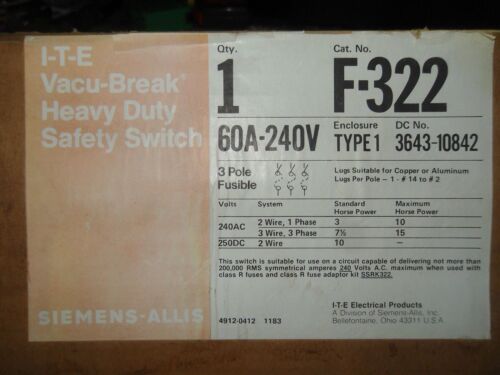 I-T-E
Vacu-Break®
Heavy Duty
Safety Switch
SIEMENS-ALLIS
Qty. Cat. No.
1 F-322
60A-240V Enclosure TYPE 1 DC No. 3643-10842
3 Pole
Fusible
Lugs Suitable for Copper or Aluminum
Lugs Per Pole - 1 - # 14 to # 2
Volts System Standard Horse Power Maximum Horse Power
240AC 2 Wire, 1 Phase 3 10
3 Wire, 3 Phase 7½ 15
250DC 2 Wire 10 -
This switch is suitable for use on a circuit capable of delivering not more than
200,000 RMS symmetrical amperes 240 Volts A.C. maximum when used with
class R fuses and class R fuse adaptor kit SSRK322.
I-T-E Electrical Products
A Division of Siemens-Allis, Inc.
Bellefontaine, Ohio 43311 U.S.A.
4912-0412 1183